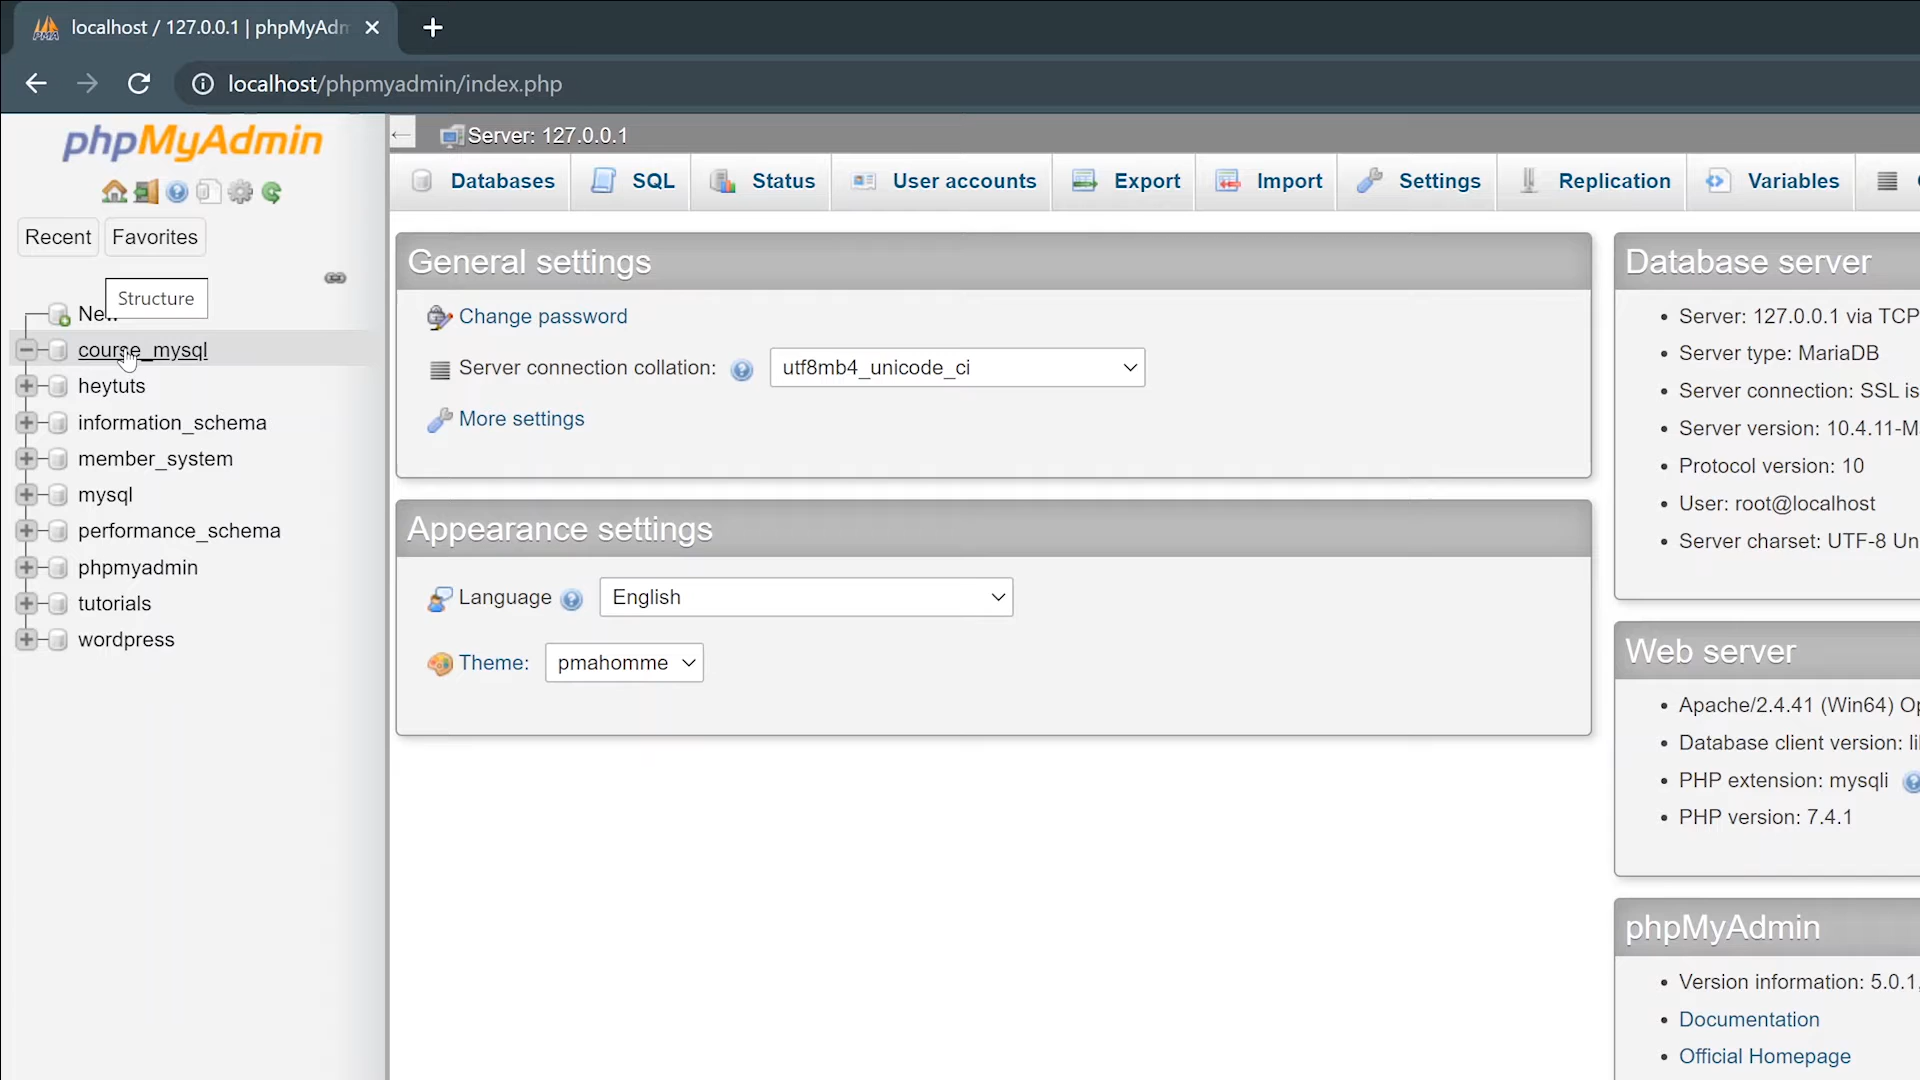 localhost / 127.0.0.1 | phpMyAdm
localhost/phpmyadmin/index.php
phpMyAdmin
Recent Favorites
Structure
New
course_mysql
heytuts
information_schema
member_system
mysql
performance_schema
phpmyadmin
tutorials
wordpress
Server: 127.0.0.1
Databases SQL Status User accounts Export Import Settings Replication Variables
General settings
Change password
Server connection collation: utf8mb4_unicode_ci
More settings
Appearance settings
Language English
Theme: pmahomme
Database server
Server: 127.0.0.1 via TCP
Server type: MariaDB
Server connection: SSL is
Server version: 10.4.11-M
Protocol version: 10
User: root@localhost
Server charset: UTF-8 Un
Web server
Apache/2.4.41 (Win64) Op
Database client version: li
PHP extension: mysqli
PHP version: 7.4.1
phpMyAdmin
Version information: 5.0.1,
Documentation
Official Homepage